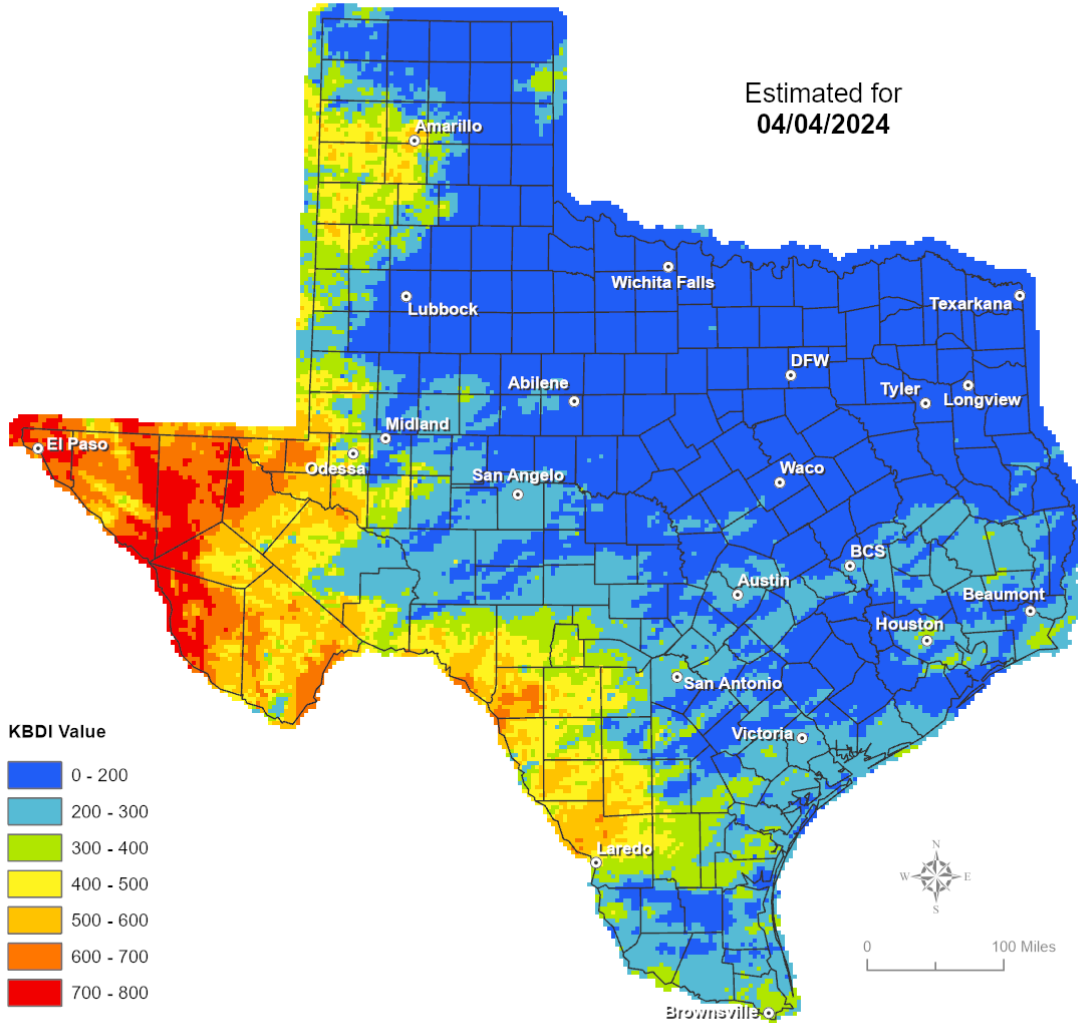 Estimated for
04/04/2024
Amarillo
Wichita Falls
Lubbock
Texarkana
DFW
Abilene
Tyler
Longview
Midland
El Paso
Odessa
San Angelo
Waco
BCS
Austin
Beaumont
Houston
San Antonio
Victoria
Laredo
Brownsville
KBDI Value
0 - 200
200 - 300
300 - 400
400 - 500
500 - 600
600 - 700
700 - 800
N
W E
S
0 100 Miles